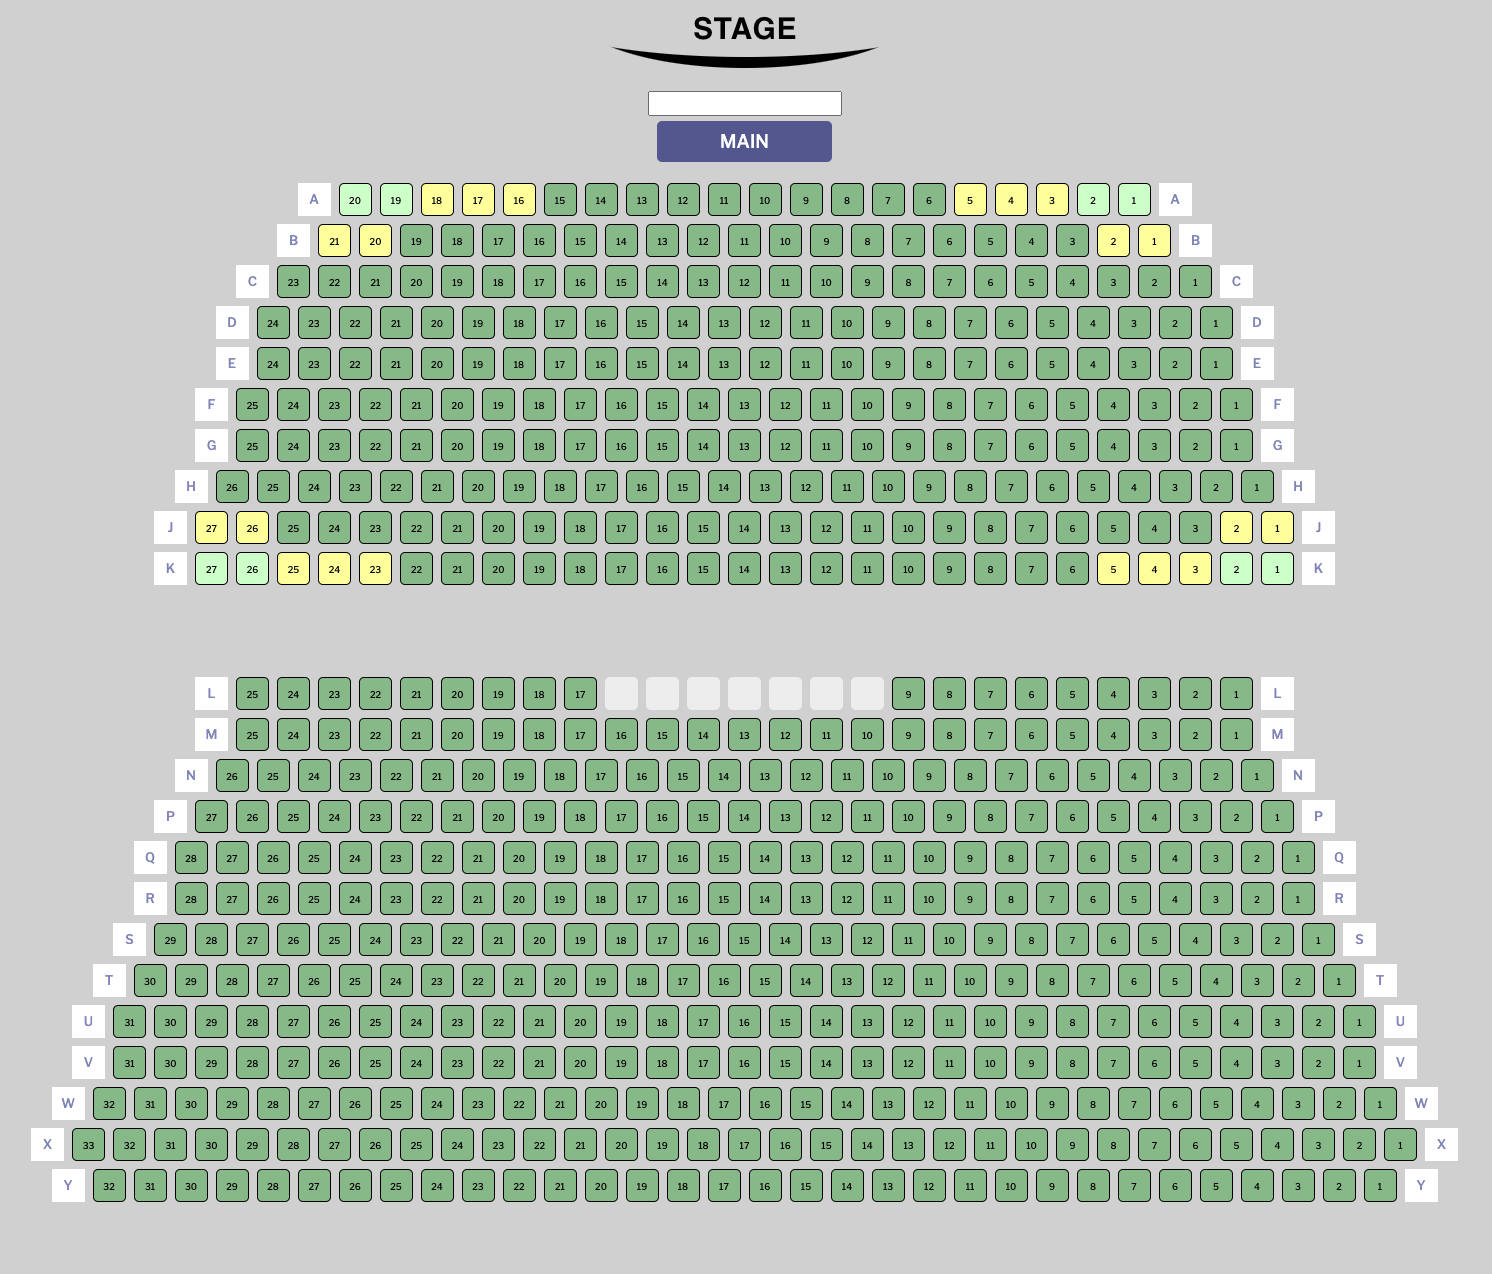 STAGE
MAIN
A 20 19 18 17 16 15 14 13 12 11 10 9 8 7 6 5 4 3 2 1 A
B 21 20 19 18 17 16 15 14 13 12 11 10 9 8 7 6 5 4 3 2 1 B
C 23 22 21 20 19 18 17 16 15 14 13 12 11 10 9 8 7 6 5 4 3 2 1 C
D 24 23 22 21 20 19 18 17 16 15 14 13 12 11 10 9 8 7 6 5 4 3 2 1 D
E 24 23 22 21 20 19 18 17 16 15 14 13 12 11 10 9 8 7 6 5 4 3 2 1 E
F 25 24 23 22 21 20 19 18 17 16 15 14 13 12 11 10 9 8 7 6 5 4 3 2 1 F
G 25 24 23 22 21 20 19 18 17 16 15 14 13 12 11 10 9 8 7 6 5 4 3 2 1 G
H 26 25 24 23 22 21 20 19 18 17 16 15 14 13 12 11 10 9 8 7 6 5 4 3 2 1 H
J 27 26 25 24 23 22 21 20 19 18 17 16 15 14 13 12 11 10 9 8 7 6 5 4 3 2 1 J
K 27 26 25 24 23 22 21 20 19 18 17 16 15 14 13 12 11 10 9 8 7 6 5 4 3 2 1 K
L 25 24 23 22 21 20 19 18 17 9 8 7 6 5 4 3 2 1 L
M 25 24 23 22 21 20 19 18 17 16 15 14 13 12 11 10 9 8 7 6 5 4 3 2 1 M
N 26 25 24 23 22 21 20 19 18 17 16 15 14 13 12 11 10 9 8 7 6 5 4 3 2 1 N
P 27 26 25 24 23 22 21 20 19 18 17 16 15 14 13 12 11 10 9 8 7 6 5 4 3 2 1 P
Q 28 27 26 25 24 23 22 21 20 19 18 17 16 15 14 13 12 11 10 9 8 7 6 5 4 3 2 1 Q
R 28 27 26 25 24 23 22 21 20 19 18 17 16 15 14 13 12 11 10 9 8 7 6 5 4 3 2 1 R
S 29 28 27 26 25 24 23 22 21 20 19 18 17 16 15 14 13 12 11 10 9 8 7 6 5 4 3 2 1 S
T 30 29 28 27 26 25 24 23 22 21 20 19 18 17 16 15 14 13 12 11 10 9 8 7 6 5 4 3 2 1 T
U 31 30 29 28 27 26 25 24 23 22 21 20 19 18 17 16 15 14 13 12 11 10 9 8 7 6 5 4 3 2 1 U
V 31 30 29 28 27 26 25 24 23 22 21 20 19 18 17 16 15 14 13 12 11 10 9 8 7 6 5 4 3 2 1 V
W 32 31 30 29 28 27 26 25 24 23 22 21 20 19 18 17 16 15 14 13 12 11 10 9 8 7 6 5 4 3 2 1 W
X 33 32 31 30 29 28 27 26 25 24 23 22 21 20 19 18 17 16 15 14 13 12 11 10 9 8 7 6 5 4 3 2 1 X
Y 32 31 30 29 28 27 26 25 24 23 22 21 20 19 18 17 16 15 14 13 12 11 10 9 8 7 6 5 4 3 2 1 Y